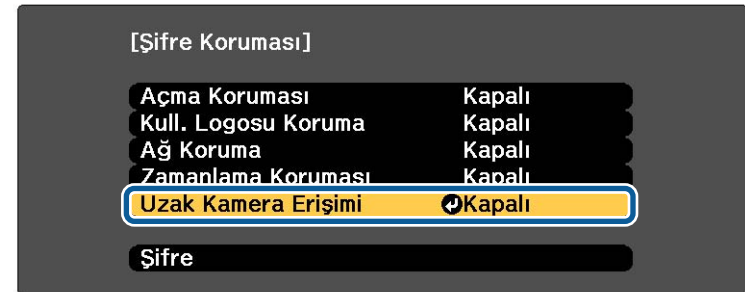 [Şifre Koruması]
Açma Koruması Kapalı
Kull. Logosu Koruma Kapalı
Ağ Koruma Kapalı
Zamanlama Koruması Kapalı
Uzak Kamera Erişimi Kapalı
Şifre